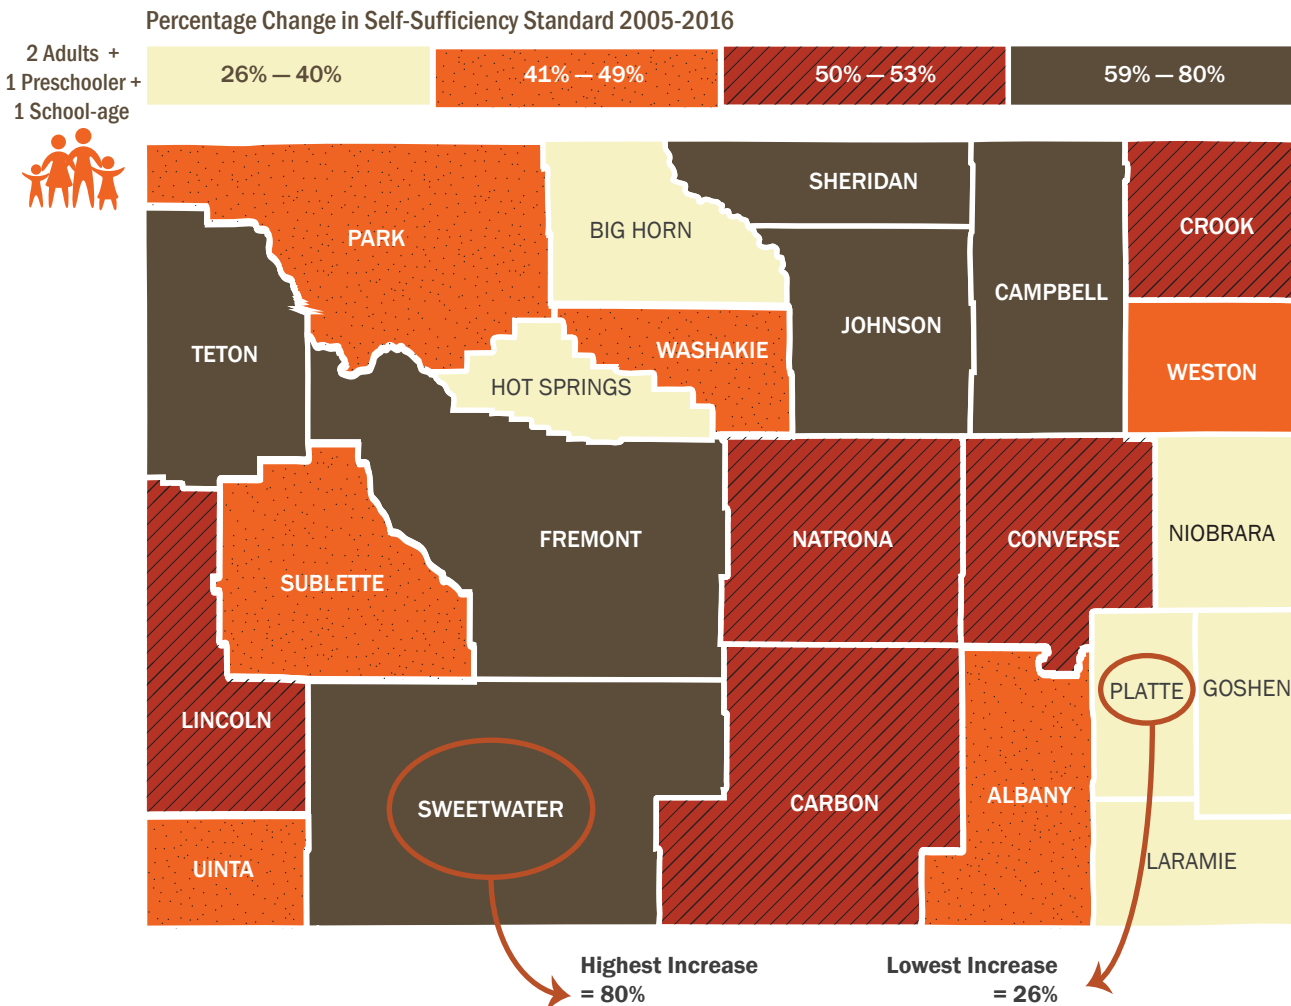 Percentage Change in Self-Sufficiency Standard 2005-2016
2 Adults +
1 Preschooler +
1 School-age
26% — 40%
41% — 49%
50% — 53%
59% — 80%
SHERIDAN
CROOK
BIG HORN
PARK
CAMPBELL
JOHNSON
WASHAKIE
TETON
WESTON
HOT SPRINGS
NIOBRARA
FREMONT
NATRONA
CONVERSE
SUBLETTE
PLATTE
GOSHEN
LINCOLN
ALBANY
CARBON
SWEETWATER
LARAMIE
UINTA
Highest Increase
= 80%
Lowest Increase
= 26%